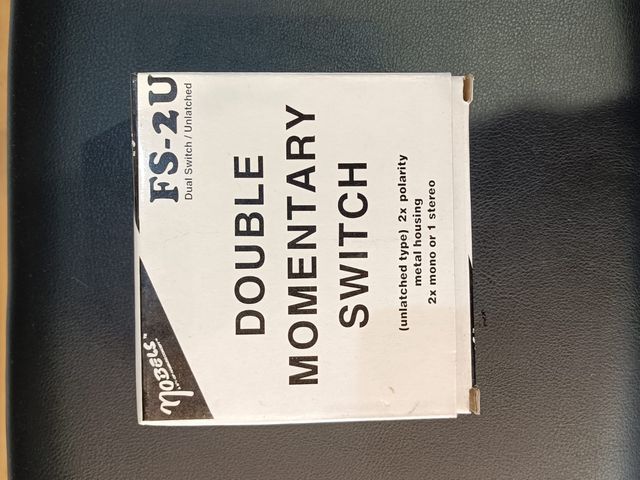 "NOBELS"
FS-2U
Dual Switch / Unlatched
DOUBLE
MOMENTARY
SWITCH
(unlatched type) 2x polarity
metal housing
2x mono or 1 stereo